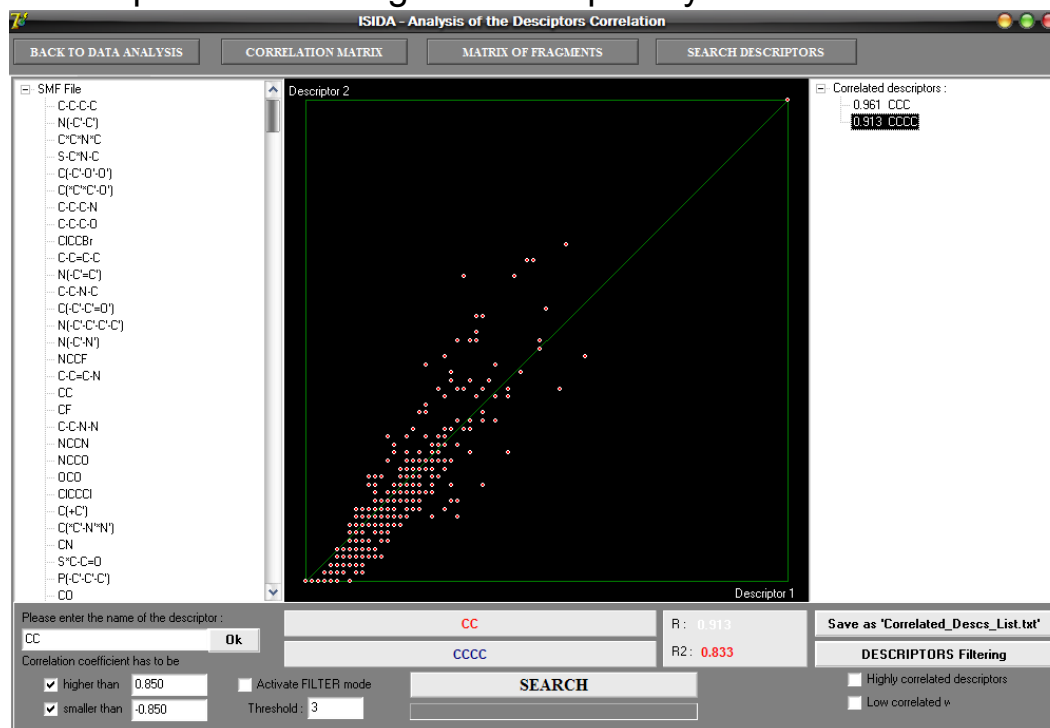 ISIDA - Analysis of the Desciptors Correlation
BACK TO DATA ANALYSIS
CORRELATION MATRIX
MATRIX OF FRAGMENTS
SEARCH DESCRIPTORS
SMF File
C-C-C-C
N(-C'-C')
C*C*N*C
S-C*N-C
C(-C'-O'-O')
C(*C'*C'-O')
C-C-C-N
C-C-C-O
ClCCBr
C-C=C-C
N(-C'=C')
C-C-N-C
C(-C'-C'=O')
N(-C'-C'-C'-C')
N(-C'-N')
NCCF
C-C=C-N
CC
CF
C-C-N-N
NCCN
NCCO
OCO
ClCCCl
C(+C')
C(*C'-N'*N')
CN
S*C-C=O
P(-C'-C'-C')
CO
Descriptor 2
Descriptor 1
Correlated descriptors :
0.961 CCC
0.913 CCCC
Please enter the name of the descriptor :
CC
Ok
Correlation coefficient has to be
higher than 0.850
smaller than -0.850
Activate FILTER mode
Threshold : 3
CC
CCCC
SEARCH
R : 0.913
R2 : 0.833
Save as 'Correlated_Descs_List.txt'
DESCRIPTORS Filtering
Highly correlated descriptors
Low correlated